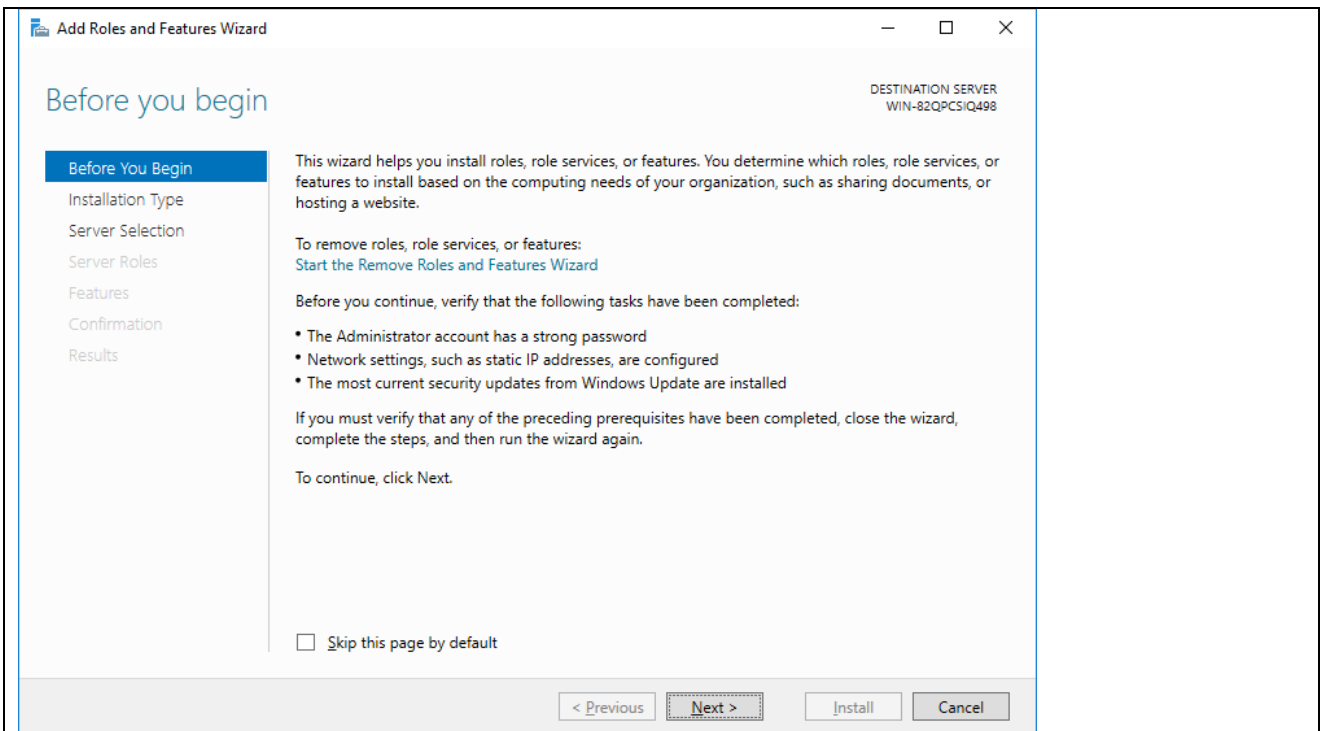 Add Roles and Features Wizard
Before you begin
DESTINATION SERVER
WIN-82QPCSIQ498
Before You Begin
Installation Type
Server Selection
Server Roles
Features
Confirmation
Results
This wizard helps you install roles, role services, or features. You determine which roles, role services, or
features to install based on the computing needs of your organization, such as sharing documents, or
hosting a website.
To remove roles, role services, or features:
Start the Remove Roles and Features Wizard
Before you continue, verify that the following tasks have been completed:
• The Administrator account has a strong password
• Network settings, such as static IP addresses, are configured
• The most current security updates from Windows Update are installed
If you must verify that any of the preceding prerequisites have been completed, close the wizard,
complete the steps, and then run the wizard again.
To continue, click Next.
Skip this page by default
< Previous
Next >
Install
Cancel